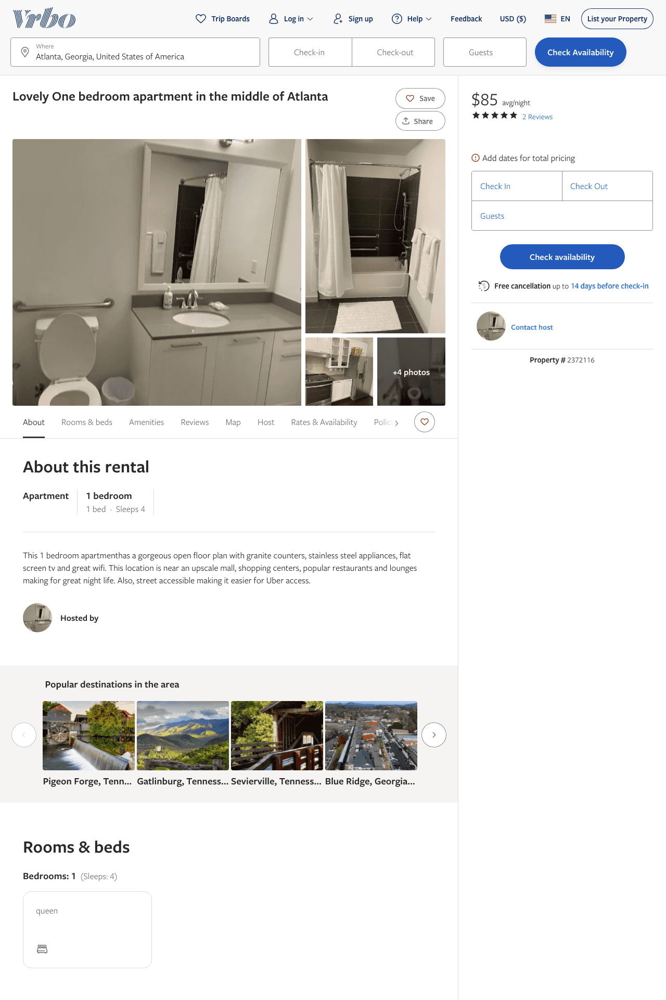 Vrbo
Trip Boards
Log in
Sign up
Help
Feedback
USD ($)
EN
List your Property
Where
Atlanta, Georgia, United States of America
Check-in
Check-out
Guests
Check Availability
Lovely One bedroom apartment in the middle of Atlanta
Save
Share
$85 avg/night
2 Reviews
Add dates for total pricing
Check In
Check Out
Guests
Check availability
Free cancellation up to 14 days before check-in
Contact host
Property # 2372116
+4 photos
About
Rooms & beds
Amenities
Reviews
Map
Host
Rates & Availability
Polici
About this rental
Apartment
1 bedroom
1 bed · Sleeps 4
This 1 bedroom apartmenthas a gorgeous open floor plan with granite counters, stainless steel appliances, flat
screen tv and great wifi. This location is near an upscale mall, shopping centers, popular restaurants and lounges
making for great night life. Also, street accessible making it easier for Uber access.
Hosted by
Popular destinations in the area
Pigeon Forge, Tenn...
Gatlinburg, Tenness...
Sevierville, Tenness...
Blue Ridge, Georgia...
Rooms & beds
Bedrooms: 1 (Sleeps: 4)
queen